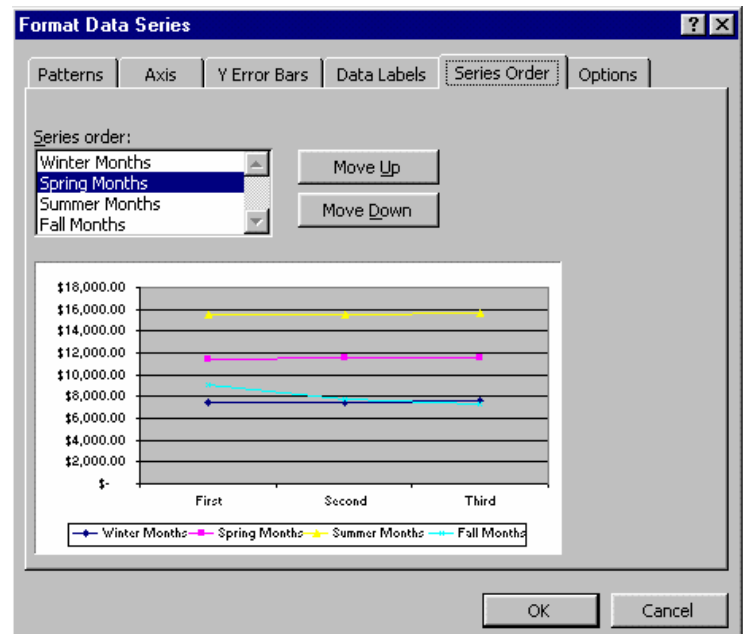 Format Data Series
Patterns Axis Y Error Bars Data Labels Series Order Options
Series order:
Winter Months
Spring Months
Summer Months
Fall Months
Move Up
Move Down
$18,000.00
$16,000.00
$14,000.00
$12,000.00
$10,000.00
$8,000.00
$6,000.00
$4,000.00
$2,000.00
$-
First Second Third
Winter Months Spring Months Summer Months Fall Months
OK Cancel